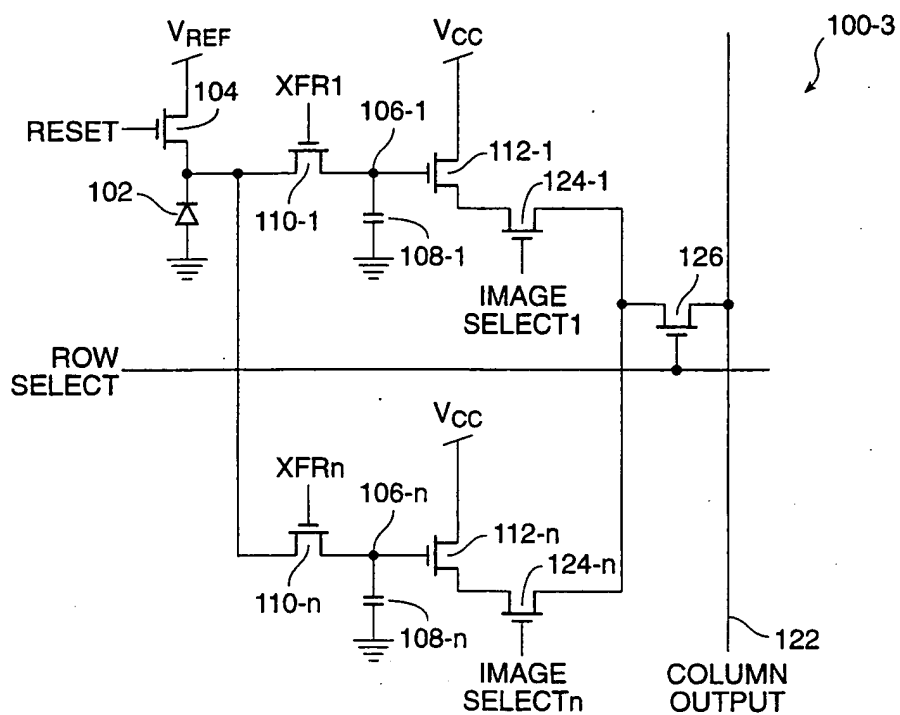 100-3
VREF
VCC
104
XFR1
106-1
RESET
112-1
124-1
102
110-1
108-1
126
IMAGE
SELECT1
ROW
SELECT
VCC
XFRn
106-n
112-n
124-n
110-n
108-n
122
IMAGE
SELECTn
COLUMN
OUTPUT